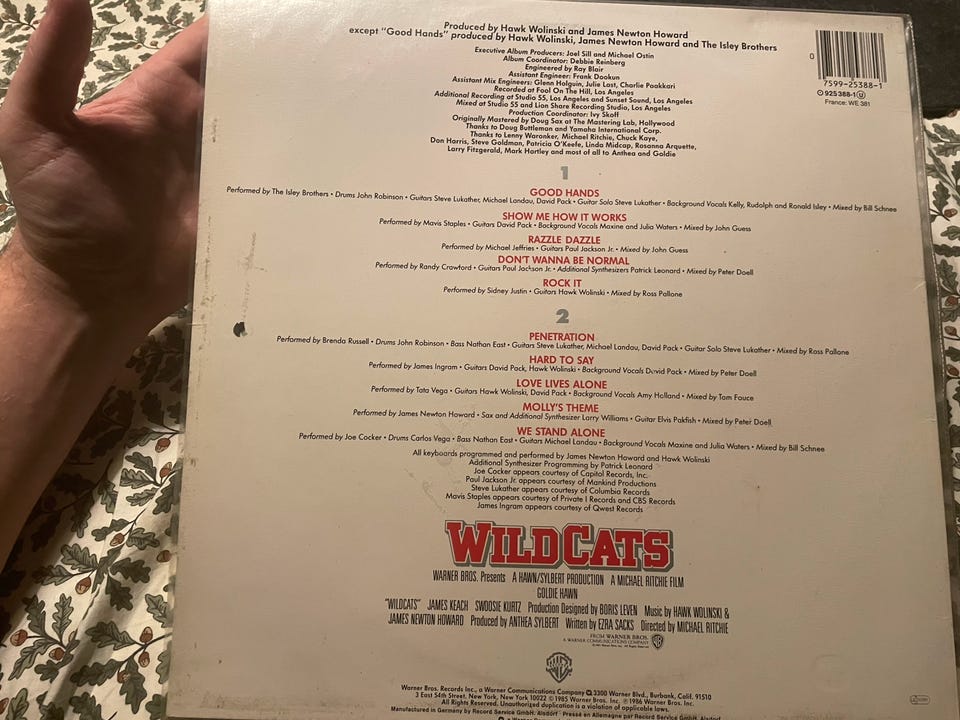 Produced by Hawk Wolinski and James Newton Howard
except "Good Hands" produced by Hawk Wolinski, James Newton Howard and The Isley Brothers
Executive Album Producers: Joel Sill and Michael Ostin
Album Coordinator: Debbie Reinberg
Engineered by Ray Blair
Assistant Engineer: Frank Dookun
Assistant Mix Engineers: Glenn Holguin, Julie Last, Charlie Paakkari
Recorded at Fool On The Hill, Los Angeles
Additional Recording at Studio 55, Los Angeles and Sunset Sound, Los Angeles
Mixed at Studio 55 and Lion Share Recording Studio, Los Angeles
Production Coordinator: Ivy Skoff
Originally Mastered by Doug Sax at The Mastering Lab, Hollywood
Thanks to Doug Buttleman and Yamaha International Corp.
Thanks to Lenny Waronker, Michael Ritchie, Chuck Kaye,
Don Harris, Steve Goldman, Patricia O'Keefe, Linda Midcap, Rosanna Arquette,
Larry Fitzgerald, Mark Hartley and most of all to Anthea and Goldie
0
7599-25388-1
925 388-1 U
France: WE 381
1
GOOD HANDS
Performed by The Isley Brothers • Drums John Robinson • Guitars Steve Lukather, Michael Landau, David Pack • Guitar Solo Steve Lukather • Background Vocals Kelly, Rudolph and Ronald Isley • Mixed by Bill Schnee
SHOW ME HOW IT WORKS
Performed by Mavis Staples • Guitars David Pack • Background Vocals Maxine and Julia Waters • Mixed by John Guess
RAZZLE DAZZLE
Performed by Michael Jeffries • Guitars Paul Jackson Jr. • Mixed by John Guess
DON'T WANNA BE NORMAL
Performed by Randy Crawford • Guitars Paul Jackson Jr. • Additional Synthesizers Patrick Leonard • Mixed by Peter Doell
ROCK IT
Performed by Sidney Justin • Guitars Hawk Wolinski • Mixed by Ross Pallone
2
PENETRATION
Performed by Brenda Russell • Drums John Robinson • Bass Nathan East • Guitars Steve Lukather, Michael Landau, David Pack • Guitar Solo Steve Lukather • Mixed by Ross Pallone
HARD TO SAY
Performed by James Ingram • Guitars David Pack, Hawk Wolinski • Background Vocals David Pack • Mixed by Peter Doell
LOVE LIVES ALONE
Performed by Tata Vega • Guitars Hawk Wolinski, David Pack • Background Vocals Amy Holland • Mixed by Tom Fouce
MOLLY'S THEME
Performed by James Newton Howard • Sax and Additional Synthesizer Larry Williams • Guitar Elvis Pakfish • Mixed by Peter Doell
WE STAND ALONE
Performed by Joe Cocker • Drums Carlos Vega • Bass Nathan East • Guitars Michael Landau • Background Vocals Maxine and Julia Waters • Mixed by Bill Schnee
All keyboards programmed and performed by James Newton Howard and Hawk Wolinski
Additional Synthesizer Programming by Patrick Leonard
Joe Cocker appears courtesy of Capitol Records, Inc.
Paul Jackson Jr. appears courtesy of Mankind Productions
Steve Lukather appears courtesy of Columbia Records
Mavis Staples appears courtesy of Private I Records and CBS Records
James Ingram appears courtesy of Qwest Records
WILDCATS
WARNER BROS. Presents A HAWN/SYLBERT PRODUCTION A MICHAEL RITCHIE FILM
GOLDIE HAWN
"WILDCATS" JAMES KEACH SWOOSIE KURTZ Production Designed by BORIS LEVEN Music by HAWK WOLINSKI &
JAMES NEWTON HOWARD Produced by ANTHEA SYLBERT Written by EZRA SACKS Directed by MICHAEL RITCHIE
FROM WARNER BROS.
A WARNER COMMUNICATIONS COMPANY
Warner Bros. Records Inc., a Warner Communications Company 3300 Warner Blvd., Burbank, Calif. 91510
3 East 54th Street, New York, New York 10022 ©1985 Warner Bros. Inc. ℗1986 Warner Bros. Inc.
All Rights Reserved. Unauthorized duplication is a violation of applicable laws.
Manufactured in Germany by Record Service GmbH, Alsdorf · Pressé en Allemagne par Record Service GmbH, Alsdorf